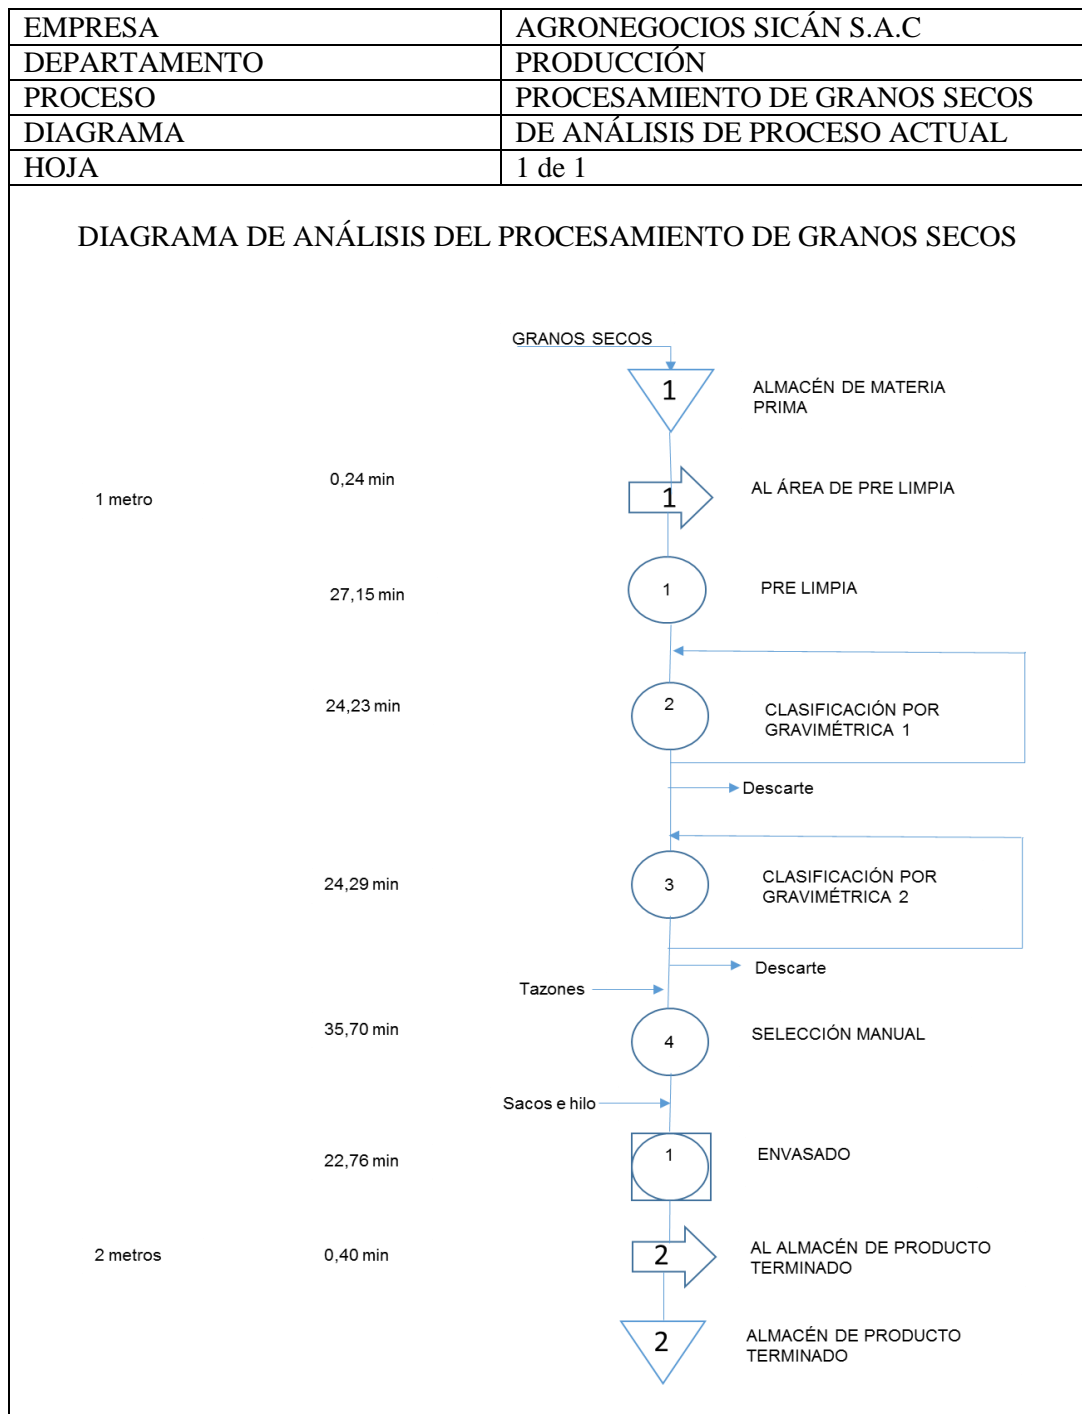 EMPRESA AGRONEGOCIOS SICÁN S.A.C
DEPARTAMENTO PRODUCCIÓN
PROCESO PROCESAMIENTO DE GRANOS SECOS
DIAGRAMA DE ANÁLISIS DE PROCESO ACTUAL
HOJA 1 de 1
DIAGRAMA DE ANÁLISIS DEL PROCESAMIENTO DE GRANOS SECOS
GRANOS SECOS
1
ALMACÉN DE MATERIA
PRIMA
1 metro
0,24 min
1
AL ÁREA DE PRE LIMPIA
27,15 min
1
PRE LIMPIA
24,23 min
2
CLASIFICACIÓN POR
GRAVIMÉTRICA 1
Descarte
24,29 min
3
CLASIFICACIÓN POR
GRAVIMÉTRICA 2
Descarte
Tazones
35,70 min
4
SELECCIÓN MANUAL
Sacos e hilo
22,76 min
1
ENVASADO
2 metros
0,40 min
2
AL ALMACÉN DE PRODUCTO
TERMINADO
2
ALMACÉN DE PRODUCTO
TERMINADO